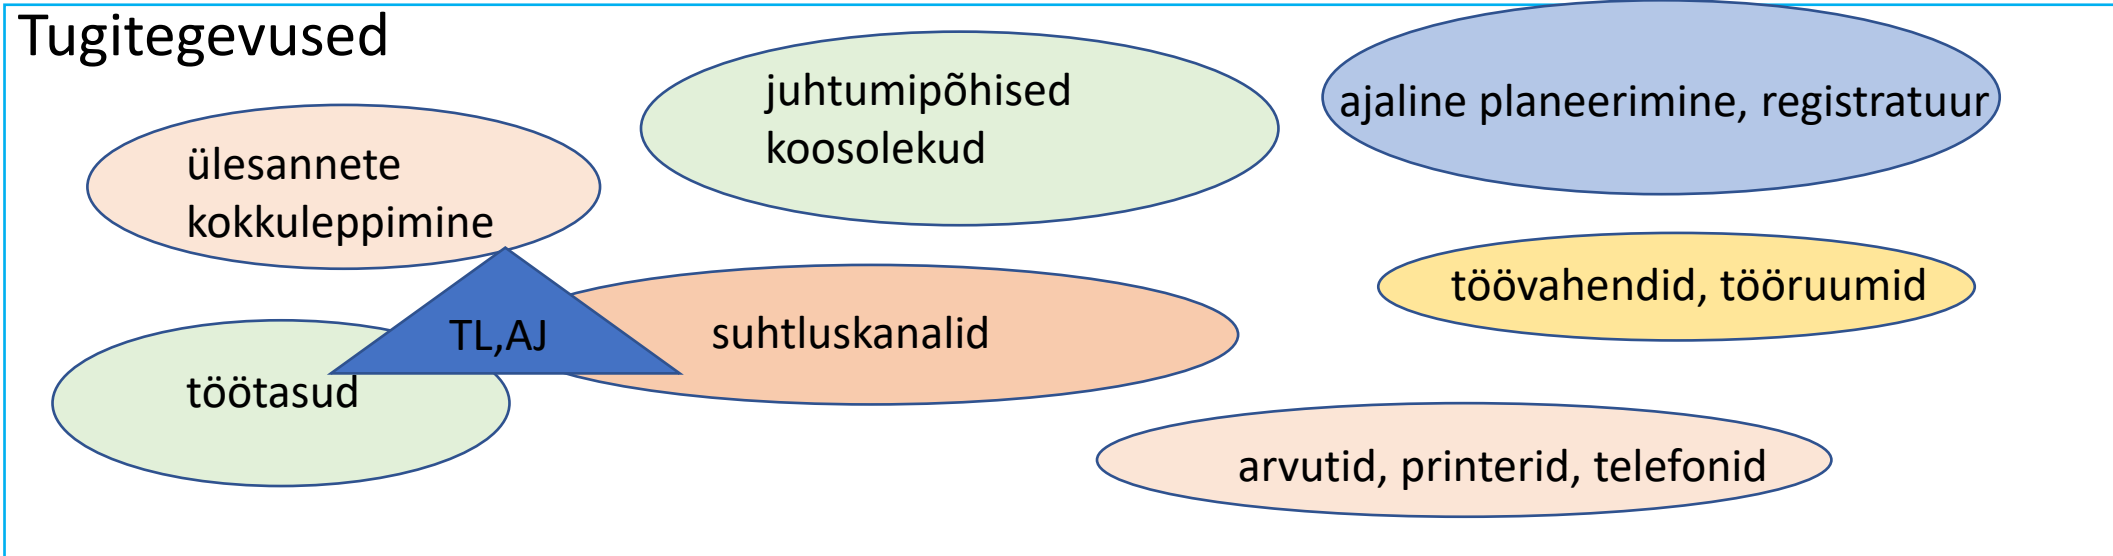 Tugitegevused
juhtumipõhised
koosolekud
ajaline planeerimine, registratuur
ülesannete
kokkuleppimine
töövahendid, tööruumid
TL,AJ
suhtluskanalid
töötasud
arvutid, printerid, telefonid